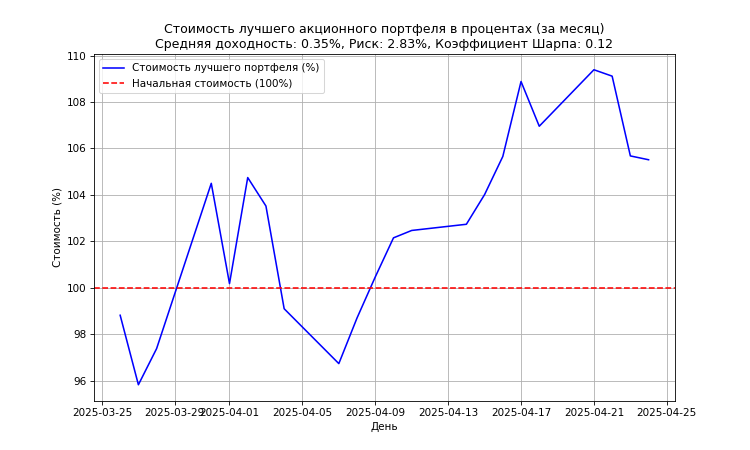 Стоимость лучшего акционного портфеля в процентах (за месяц)
Средняя доходность: 0.35%, Риск: 2.83%, Коэффициент Шарпа: 0.12
Стоимость лучшего портфеля (%)
Начальная стоимость (100%)
Стоимость (%)
110
108
106
104
102
100
98
96
2025-03-25 2025-03-29 2025-04-01 2025-04-05 2025-04-09 2025-04-13 2025-04-17 2025-04-21 2025-04-25
День